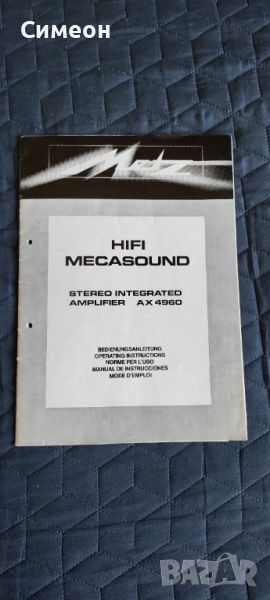 Симеон
Metz
HIFI
MECASOUND
STEREO INTEGRATED
AMPLIFIER AX 4960
BEDIENUNGSANLEITUNG
OPERATING INSTRUCTIONS
NORME PER L'USO
MANUAL DE INSTRUCCIONES
MODE D'EMPLOI
BAZAR